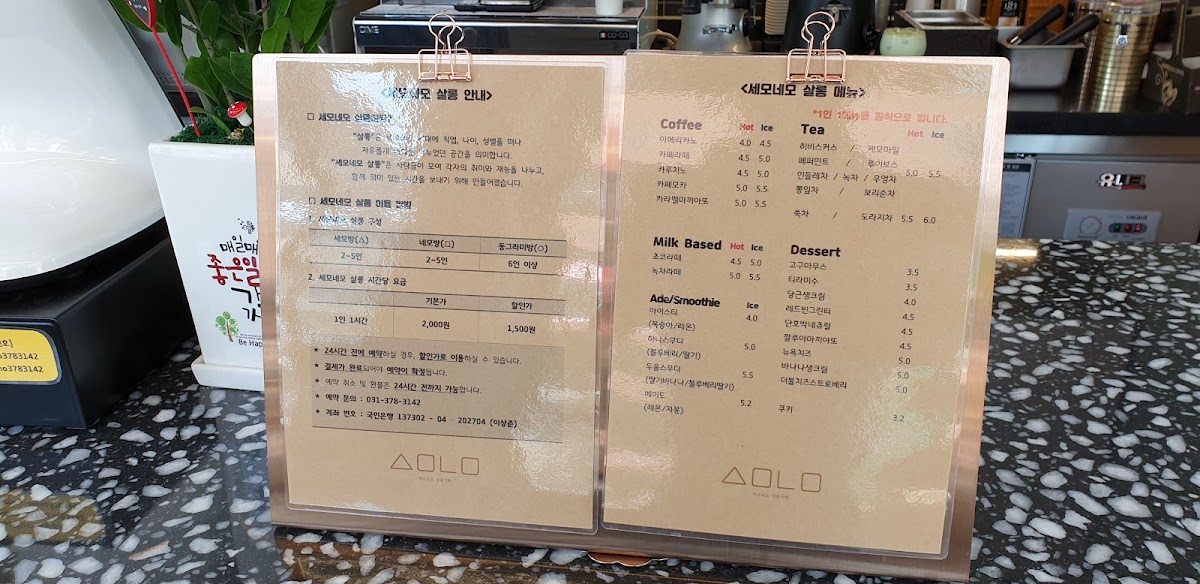 <세모네모 살롱 안내>
□ 세모네모 살롱이란?
"살롱"은
직업, 나이, 성별을 떠나
자유롭게
나누었던 공간을 의미합니다.
"세모네모 살롱"은 사람들이 모여 각자의 취미와 재능을 나누고,
함께 의미 있는 시간을 보내기 위해 만들어졌습니다.
□ 세모네모 살롱 이용 방법
1. 세모네모 살롱 구성
세모방(△) 네모방(□) 동그라미방(○)
2~5인 2~5인 6인 이상
2. 세모네모 살롱 시간당 요금
기본가 할인가
1인 1시간 2,000원 1,500원
★ 24시간 전에 예약하실 경우, 할인가로 이용하실 수 있습니다.
★ 결제가 완료되어야 예약이 확정됩니다.
★ 예약 취소 및 환불은 24시간 전까지 가능합니다.
★ 예약 문의 : 031-378-3142
★ 계좌 번호 : 국민은행 137302 - 04 - 202704 (이상준)
△O L O
<세모네모 살롱 메뉴>
*1인 1메뉴를 원칙으로 합니다.
Coffee Hot Ice
아메리카노 4.0 4.5
카페라떼 4.5 5.0
카푸치노 4.5 5.0
카페모카 5.0 5.5
카라멜마끼아또 5.0 5.5
Milk Based Hot Ice
초코라떼 4.5 5.0
녹차라떼 5.0 5.5
Ade/Smoothie Ice
아이스티 4.0
(복숭아/레몬)
하나스무디 5.0
(블루베리/딸기)
두울스무디 5.5
(딸기바나나/블루베리딸기)
에이드 5.2
(레몬/자몽)
Tea Hot Ice
히비스커스 / 케모마일
페퍼민트 / 루이보스
민들레차 / 녹차 / 우엉차 5.0 5.5
뽕잎차 / 보리순차
쑥차 / 도라지차 5.5 6.0
Dessert
고구마무스 3.5
티라미수 3.5
당근생크림 4.0
레드빈그린티 4.5
단호박네츄럴 4.5
깔루아마끼아또 4.5
뉴욕치즈 5.0
바나나생크림 5.0
더블치즈스트로베리 5.0
쿠키 3.2
△O L O
CIME
CO-03
유니크
UNIQUE
좋은일
Be Hap
3783142
no3783142